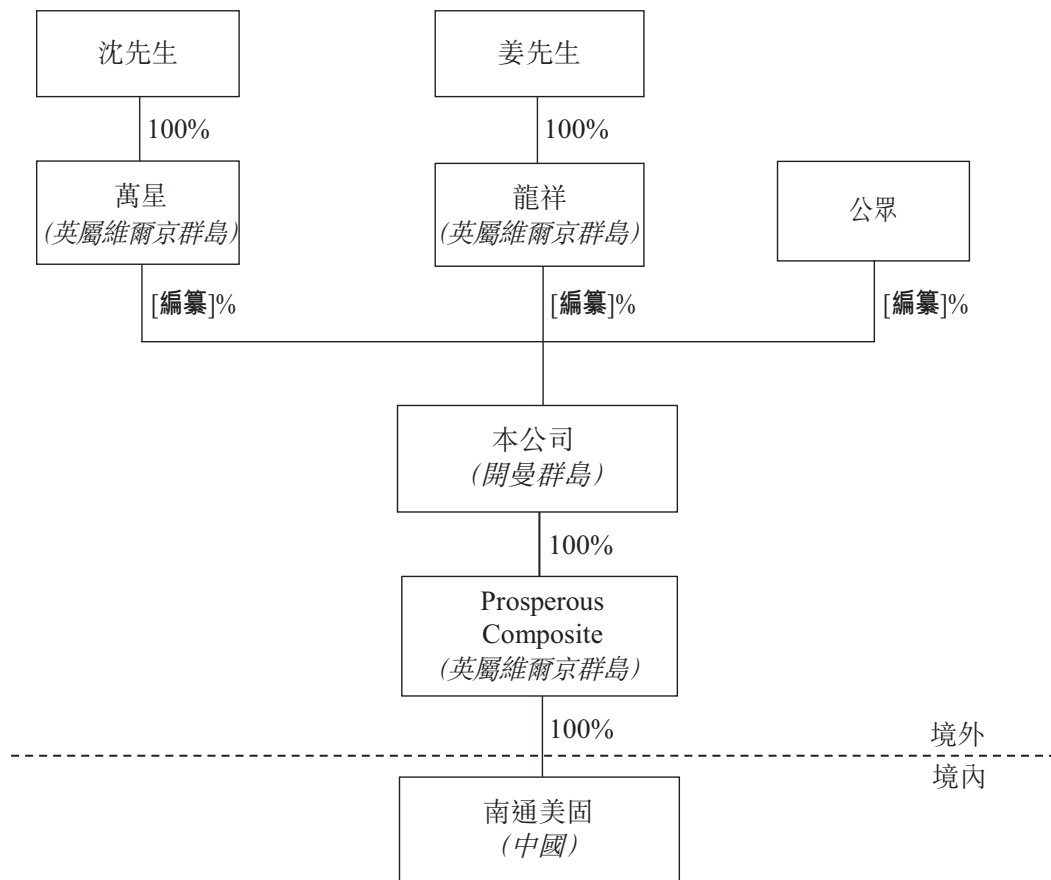 沈先生
姜先生
100%
100%
萬星
(英屬維爾京群島)
龍祥
(英屬維爾京群島)
公眾
[編纂]%
[編纂]%
[編纂]%
本公司
(開曼群島)
100%
Prosperous
Composite
(英屬維爾京群島)
100%
境外
境內
南通美固
(中國)